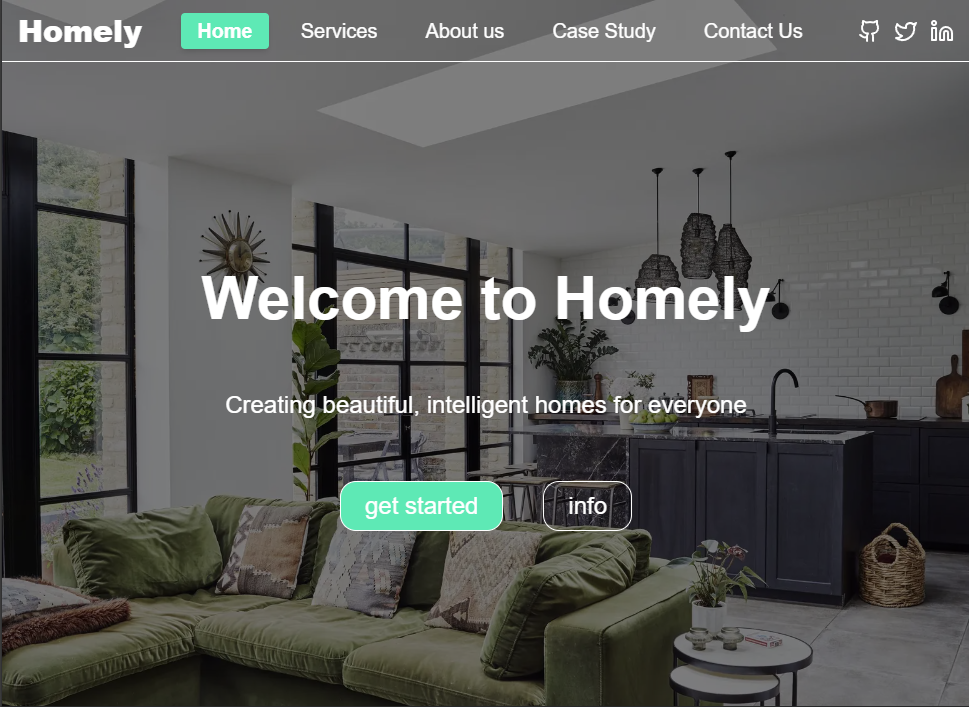 Homely Home Services About us Case Study Contact Us
Welcome to Homely
Creating beautiful, intelligent homes for everyone
get started info